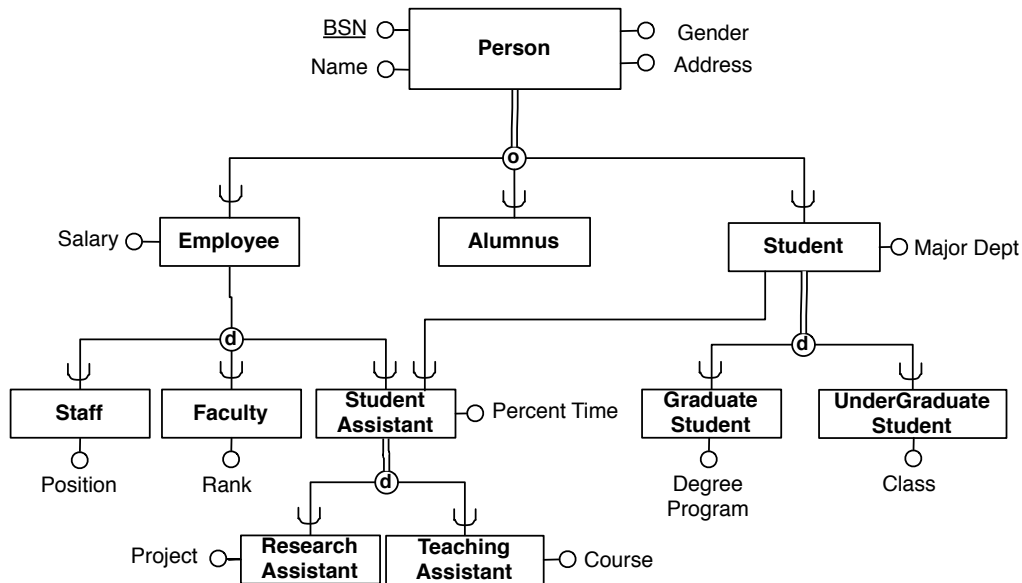 BSN
Name
Person
Gender
Address
o
Salary
Employee
Alumnus
Student
Major Dept
d
d
Staff
Faculty
Student
Assistant
Percent Time
Graduate
Student
UnderGraduate
Student
Position
Rank
d
Degree
Program
Class
Project
Research
Assistant
Teaching
Assistant
Course